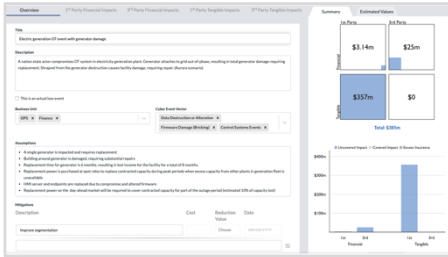 Overview
1st Party Financial Impacts
3rd Party Financial Impacts
1st Party Tangible Impacts
3rd Party Tangible Impacts
Title
Electric generation OT event with generator damage
Description
A nation state actor compromises OT system in electricity generation plant. Generator attaches to grid out of phase, resulting in total generator damage requiring
replacement. Shrapnel from the generator destruction causes facility damage, requiring repair. (Aurora scenario)
This is an actual loss event
Business Unit
OPS ×
Finance ×
Cyber Event Vector
Data Destruction or Alteration ×
Firmware Damage (Bricking) ×
Control Systems Events ×
Assumptions
• A single generator is impacted and requires replacement
• Building around generator is damaged, requiring substantial repairs
• Replacement time for generator is 6 months, resulting in lost income for the facility for a total of 8 months.
• Replacement power is purchased at spot rates to replace contracted capacity during peak periods when excess capacity from other plants in generation fleet is
unavailable
• HMI server and endpoints are replaced due to compromise and altered firmware
• Replacement power on the day-ahead market will be required to cover contracted capacity for part of the outage period (estimated 10% of capacity lost)
Mitigations
Description
Cost
Reduction
Value
Date
Improve segmentation
Choose
Summary
Estimated Values
1st Party
3rd Party
Financial
$3.14m
$25m
Tangible
$357m
$0
Total: $385m
Uncovered Impact
Covered Impact
Excess Insurance
$400m
$300m
$200m
$100m
1st
3rd
1st
3rd
Financial
Tangible